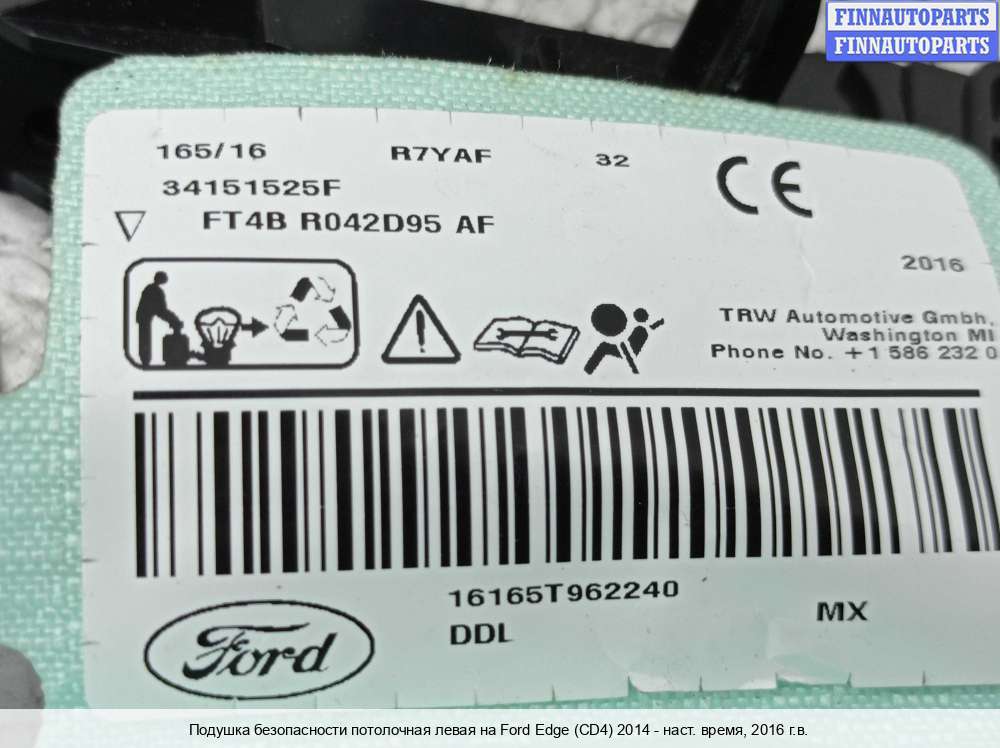 FINNAUTOPARTS
FINNAUTOPARTS
165/16 R7YAF 32
34151525F
FT4B R042D95 AF
CE
2016
TRW Automotive Gmbh,
Washington MI
Phone No. +1 586 232 0
16165T962240
DDL
MX
Ford
Подушка безопасности потолочная левая на Ford Edge (CD4) 2014 - наст. время, 2016 г.в.